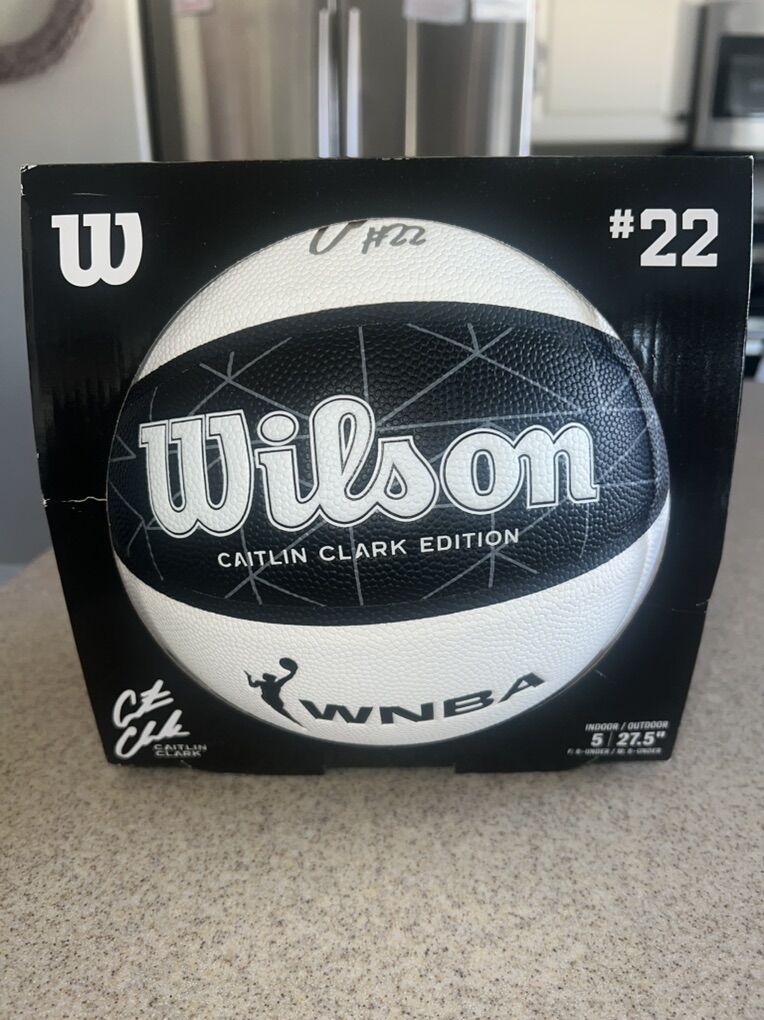 W
#22
#22
Wilson
CAITLIN CLARK EDITION
WNBA
CAITLIN
CLARK
INDOOR / OUTDOOR
5 | 27.5"